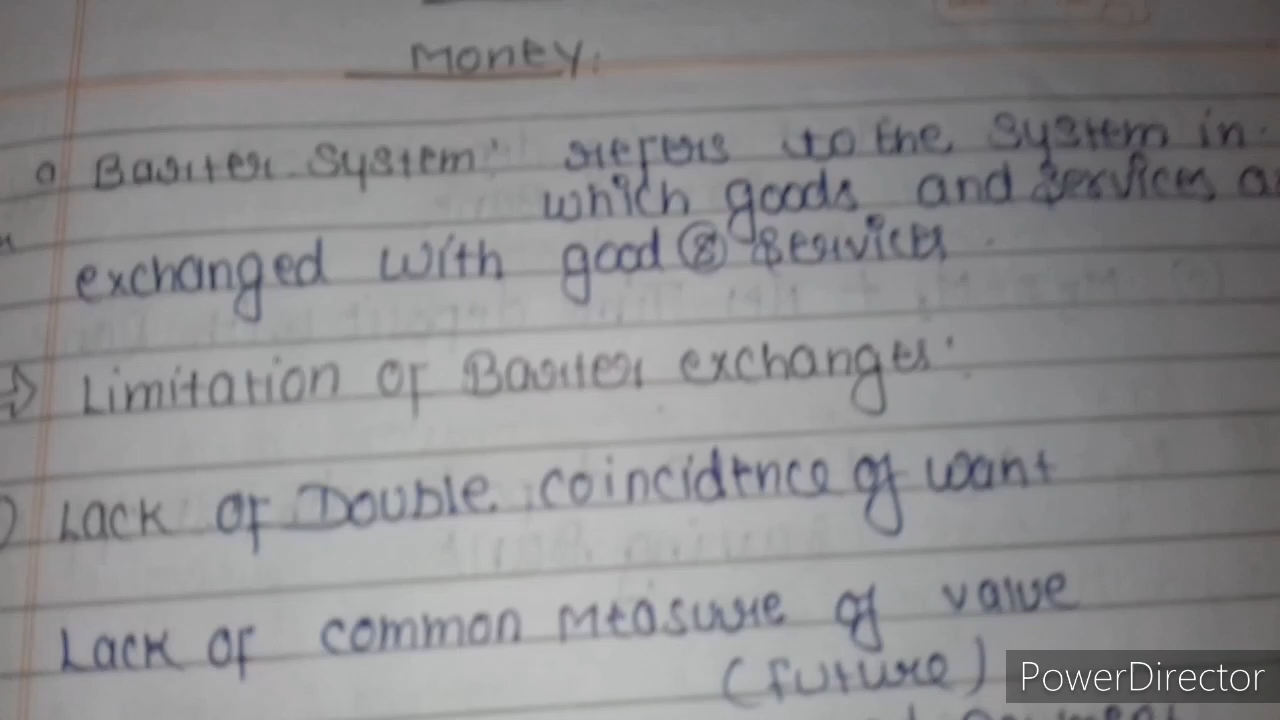 Money.
Barter System: refers to the system in
which goods and services
exchanged with good & services.
⇒ Limitation of Barter exchanges:
Lack of Double coincidence of want
Lack of common measure of value
(future)
PowerDirector